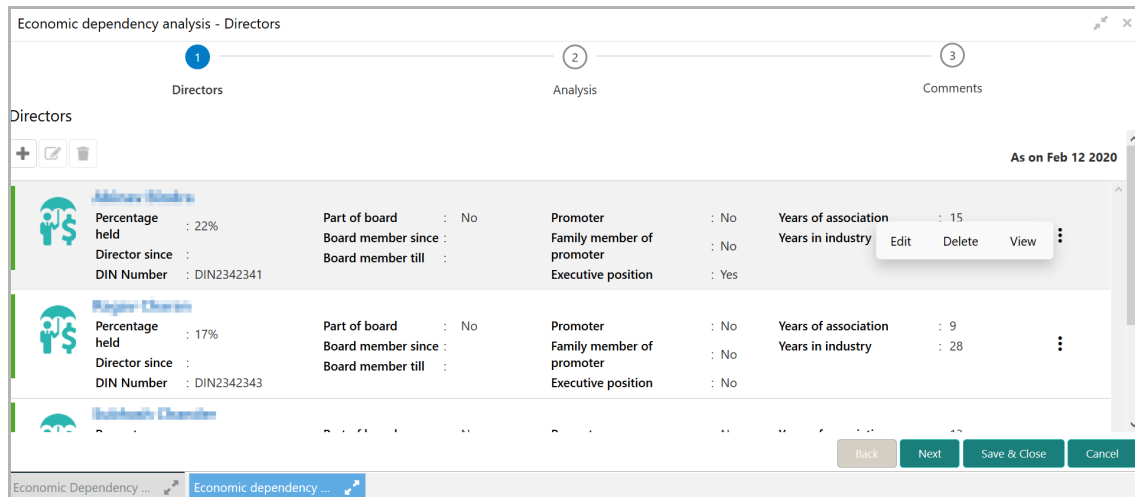 Economic dependency analysis - Directors
1
2
3
Directors
Analysis
Comments
Directors
As on Feb 12 2020
Percentage held : 22%
Director since :
DIN Number : DIN2342341
Part of board : No
Board member since :
Board member till :
Promoter : No
Family member of promoter : No
Executive position : Yes
Years of association : 15
Years in industry
Edit Delete View
Percentage held : 17%
Director since :
DIN Number : DIN2342343
Part of board : No
Board member since :
Board member till :
Promoter : No
Family member of promoter : No
Executive position : No
Years of association : 9
Years in industry : 28
Back Next Save & Close Cancel
Economic Dependency ... Economic dependency ...